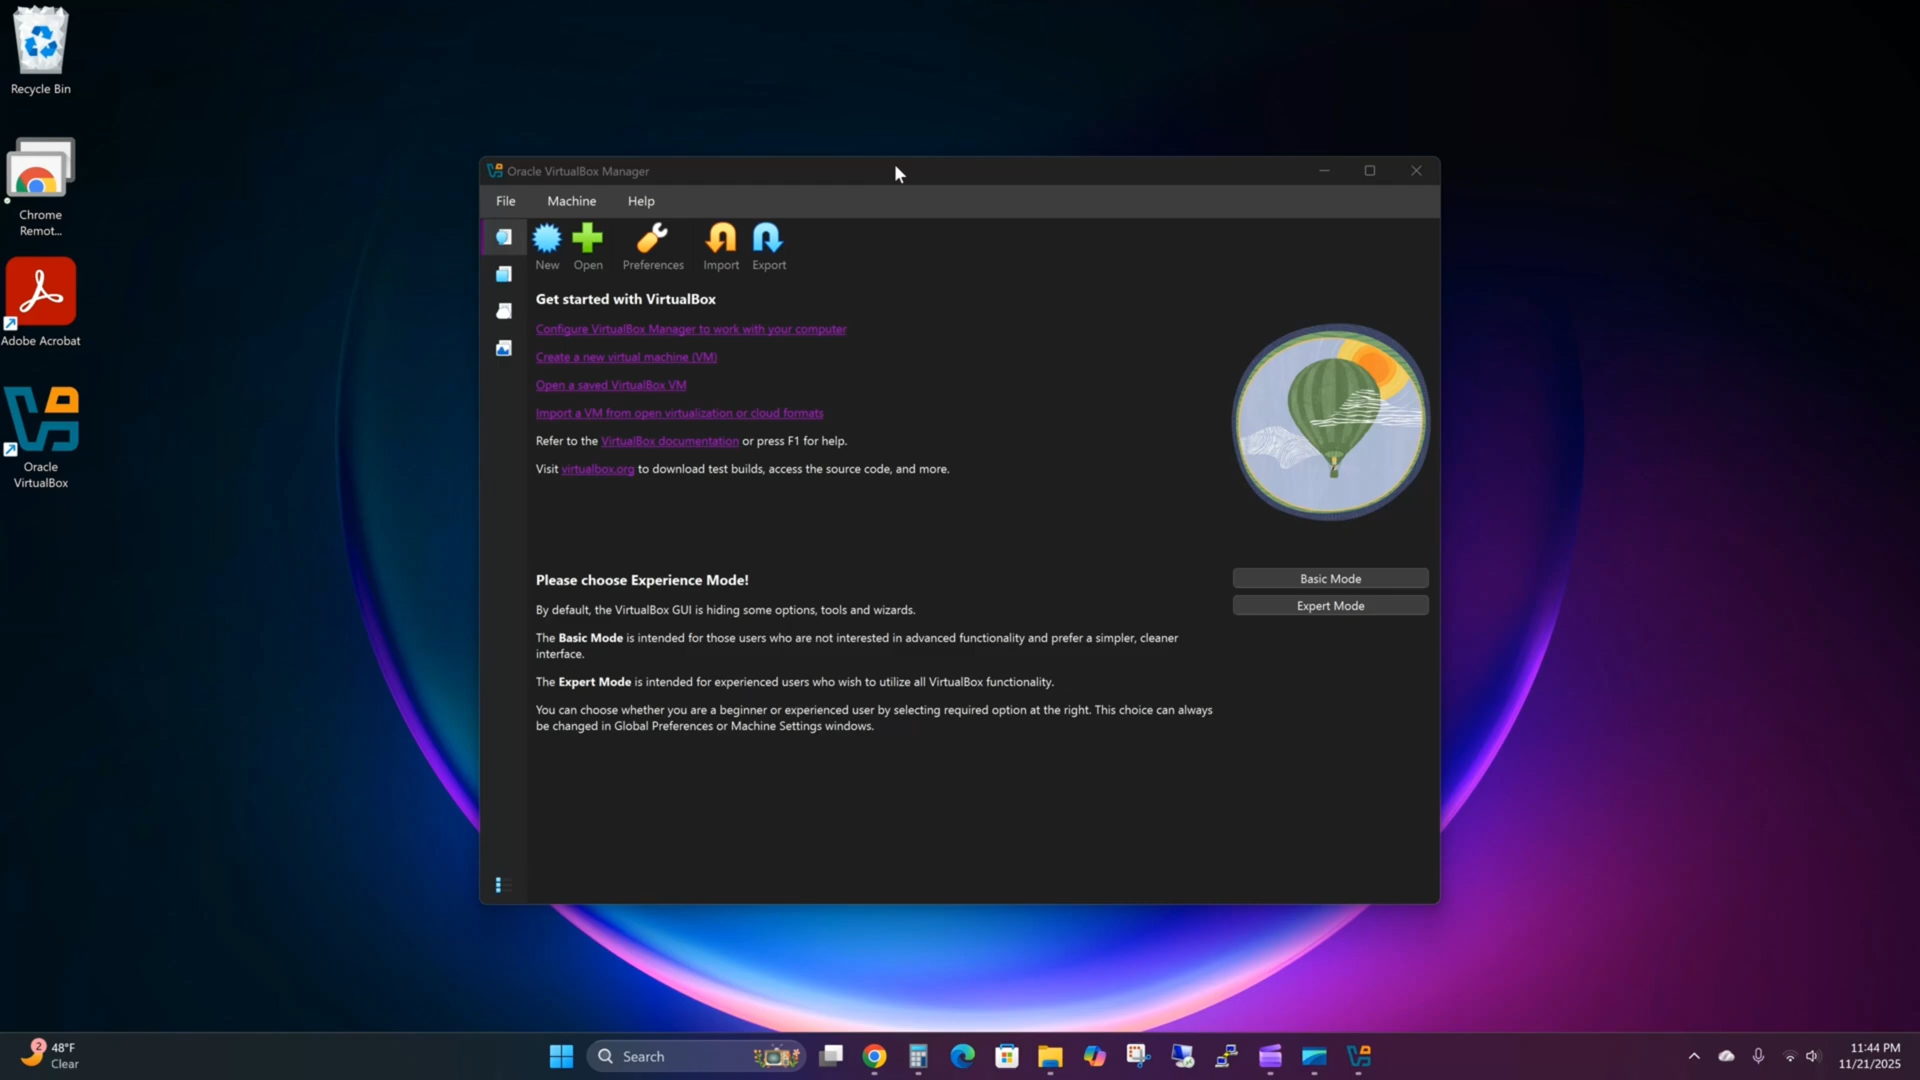 Recycle Bin
Chrome
Remot...
Adobe Acrobat
Oracle
VirtualBox
Oracle VirtualBox Manager
File Machine Help
New Open Preferences Import Export
Get started with VirtualBox
Configure VirtualBox Manager to work with your computer
Create a new virtual machine (VM)
Open a saved VirtualBox VM
Import a VM from open virtualization or cloud formats
Refer to the VirtualBox documentation or press F1 for help.
Visit virtualbox.org to download test builds, access the source code, and more.
Please choose Experience Mode!
Basic Mode
Expert Mode
By default, the VirtualBox GUI is hiding some options, tools and wizards.
The Basic Mode is intended for those users who are not interested in advanced functionality and prefer a simpler, cleaner
interface.
The Expert Mode is intended for experienced users who wish to utilize all VirtualBox functionality.
You can choose whether you are a beginner or experienced user by selecting required option at the right. This choice can always
be changed in Global Preferences or Machine Settings windows.
2
48°F
Clear
Search
11:44 PM
11/21/2025